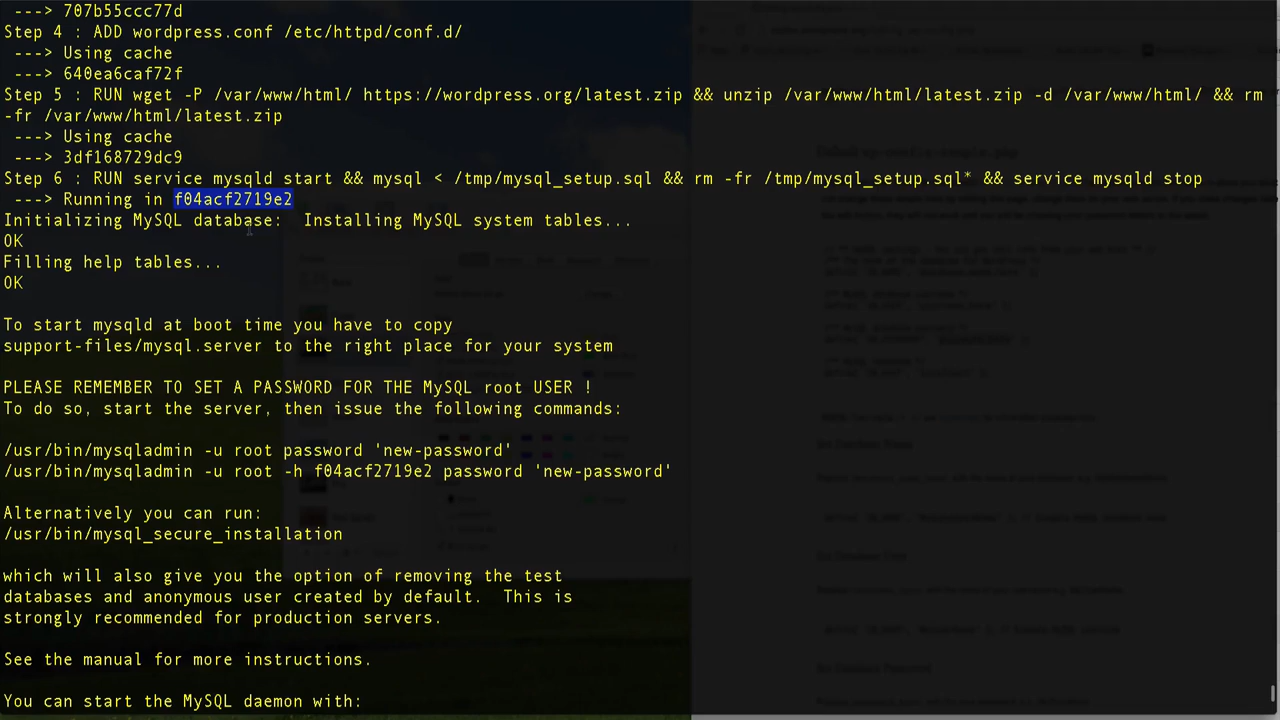 ---> 707b55ccc77d
Step 4 : ADD wordpress.conf /etc/httpd/conf.d/
---> Using cache
---> 640ea6caf72f
Step 5 : RUN wget -P /var/www/html/ https://wordpress.org/latest.zip && unzip /var/www/html/latest.zip -d /var/www/html/ && rm
-fr /var/www/html/latest.zip
---> Using cache
---> 3df168729dc9
Step 6 : RUN service mysqld start && mysql < /tmp/mysql_setup.sql && rm -fr /tmp/mysql_setup.sql* && service mysqld stop
---> Running in f04acf2719e2
Initializing MySQL database:  Installing MySQL system tables...
OK
Filling help tables...
OK
To start mysqld at boot time you have to copy
support-files/mysql.server to the right place for your system
PLEASE REMEMBER TO SET A PASSWORD FOR THE MySQL root USER !
To do so, start the server, then issue the following commands:
/usr/bin/mysqladmin -u root password 'new-password'
/usr/bin/mysqladmin -u root -h f04acf2719e2 password 'new-password'
Alternatively you can run:
/usr/bin/mysql_secure_installation
which will also give you the option of removing the test
databases and anonymous user created by default.  This is
strongly recommended for production servers.
See the manual for more instructions.
You can start the MySQL daemon with: